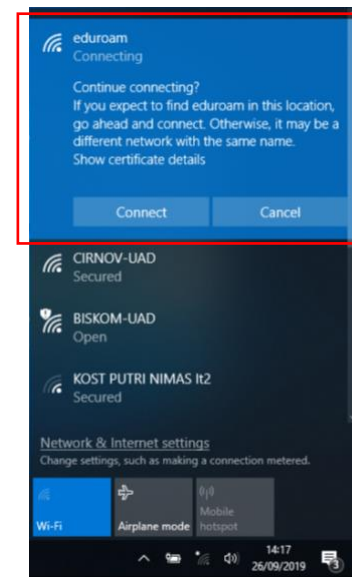 eduroam
Connecting
Continue connecting?
If you expect to find eduroam in this location,
go ahead and connect. Otherwise, it may be a
different network with the same name.
Show certificate details
Connect Cancel
CIRNOV-UAD
Secured
BISKOM-UAD
Open
KOST PUTRI NIMAS lt2
Secured
Network & Internet settings
Change settings, such as making a connection metered.
Wi-Fi Airplane mode Mobile hotspot
14:17
26/09/2019
3